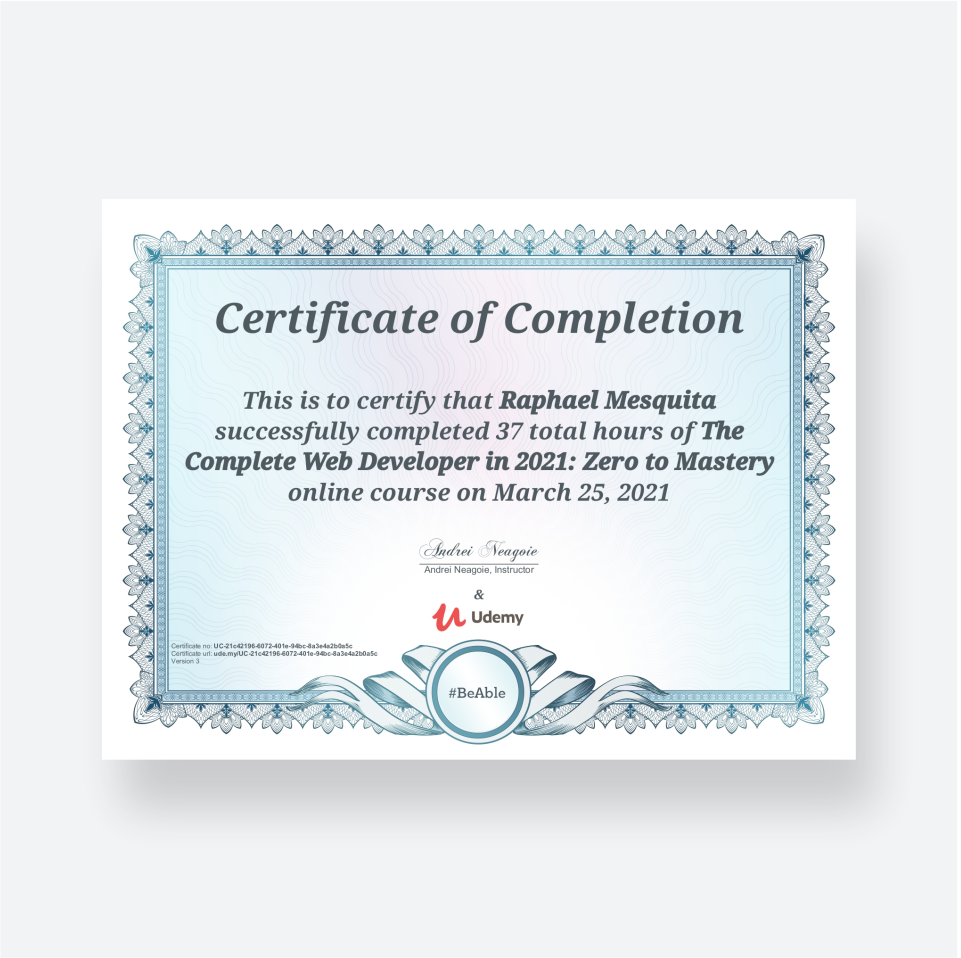 Certificate of Completion
This is to certify that Raphael Mesquita
successfully completed 37 total hours of The
Complete Web Developer in 2021: Zero to Mastery
online course on March 25, 2021
Andrei Neagoie
Andrei Neagoie, Instructor
&
Udemy
Certificate no: UC-21c42196-6072-401e-94bc-8a3e4a2b0a5c
Certificate url: ude.my/UC-21c42196-6072-401e-94bc-8a3e4a2b0a5c
Version 3
#BeAble